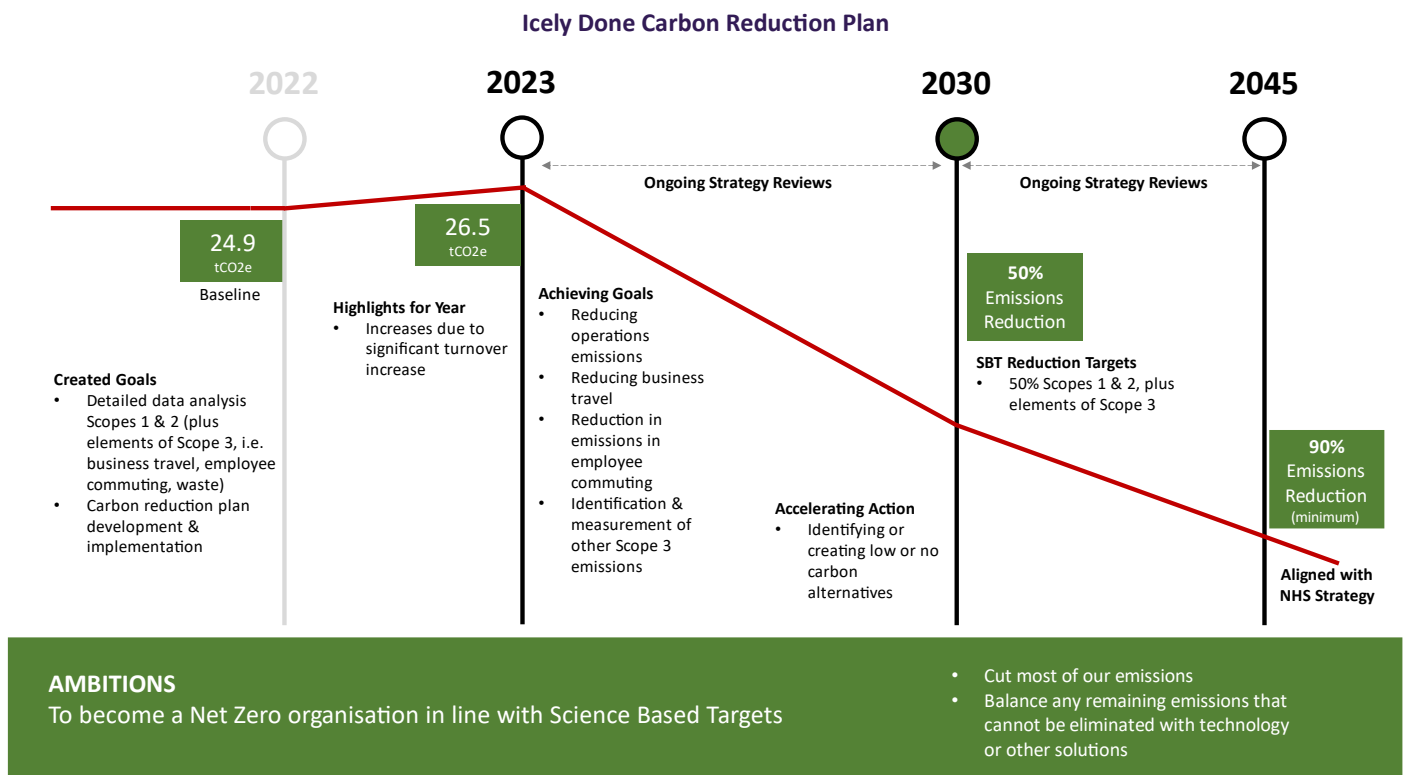 Icely Done Carbon Reduction Plan
2022
2023
2030
2045
Ongoing Strategy Reviews
Ongoing Strategy Reviews
24.9
tCO2e
Baseline
26.5
tCO2e
Created Goals
• Detailed data analysis
Scopes 1 & 2 (plus
elements of Scope 3, i.e.
business travel, employee
commuting, waste)
• Carbon reduction plan
development &
implementation
Highlights for Year
• Increases due to
significant turnover
increase
Achieving Goals
• Reducing
operations
emissions
• Reducing business
travel
• Reduction in
emissions in
employee
commuting
• Identification &
measurement of
other Scope 3
emissions
Accelerating Action
• Identifying or
creating low or no
carbon
alternatives
50%
Emissions
Reduction
SBT Reduction Targets
• 50% Scopes 1 & 2, plus
elements of Scope 3
90%
Emissions
Reduction
(minimum)
Aligned with
NHS Strategy
AMBITIONS
To become a Net Zero organisation in line with Science Based Targets
• Cut most of our emissions
• Balance any remaining emissions that
cannot be eliminated with technology
or other solutions